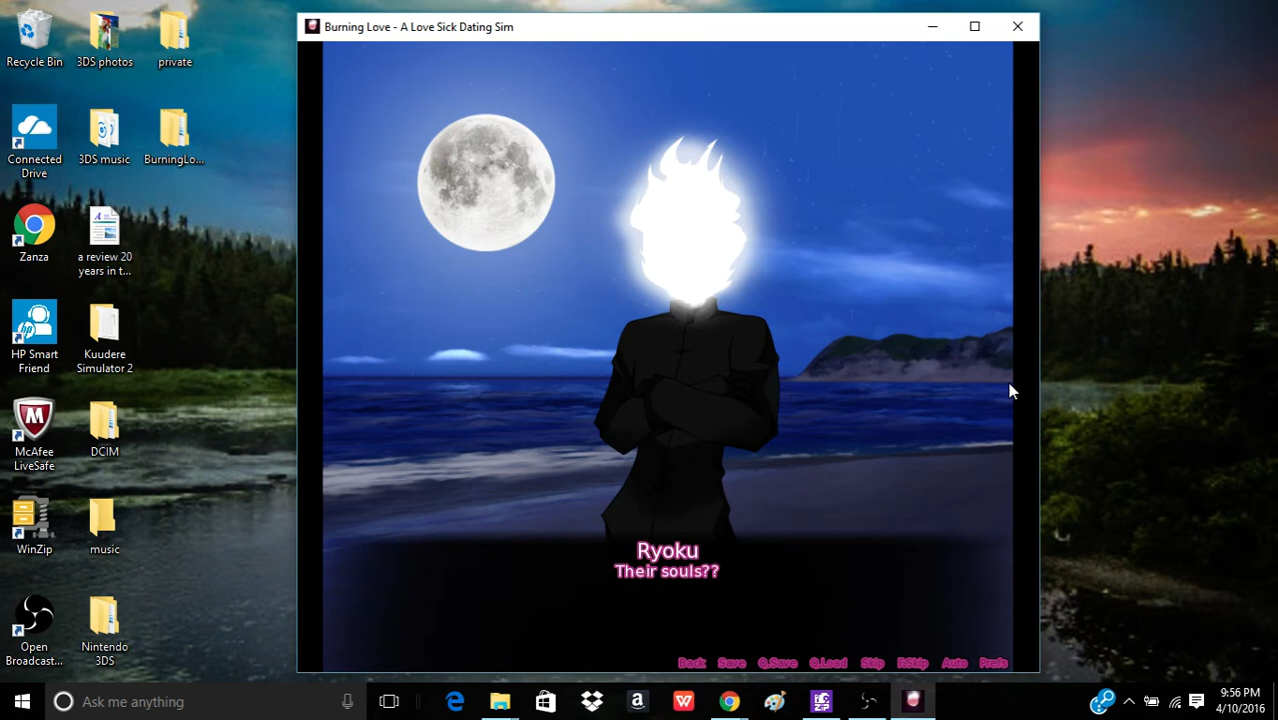 Burning Love - A Love Sick Dating Sim
Recycle Bin
3DS photos
private
Connected
Drive
3DS music
BurningLo...
Zanza
a review 20
years in t...
HP Smart
Friend
Kuudere
Simulator 2
McAfee
LiveSafe
DCIM
WinZip
music
Open
Broadcast...
Nintendo
3DS
Ryoku
Their souls??
Back Save Q.Save Q.Load Skip F.Skip Auto Prefs
Ask me anything
9:56 PM
4/10/2016